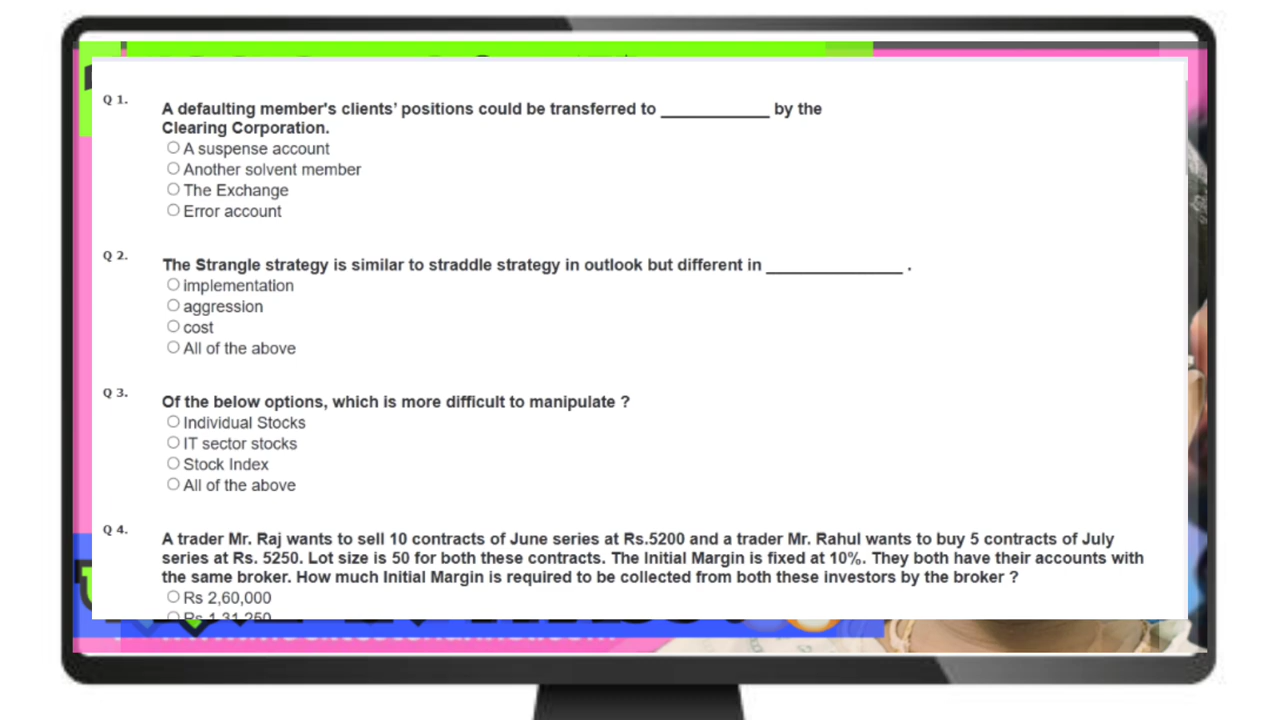 Q 1.
A defaulting member's clients’ positions could be transferred to ____________ by the
Clearing Corporation.
A suspense account
Another solvent member
The Exchange
Error account
Q 2.
The Strangle strategy is similar to straddle strategy in outlook but different in _______________ .
implementation
aggression
cost
All of the above
Q 3.
Of the below options, which is more difficult to manipulate ?
Individual Stocks
IT sector stocks
Stock Index
All of the above
Q 4.
A trader Mr. Raj wants to sell 10 contracts of June series at Rs.5200 and a trader Mr. Rahul wants to buy 5 contracts of July
series at Rs. 5250. Lot size is 50 for both these contracts. The Initial Margin is fixed at 10%. They both have their accounts with
the same broker. How much Initial Margin is required to be collected from both these investors by the broker ?
Rs 2,60,000
Rs 1,31,250